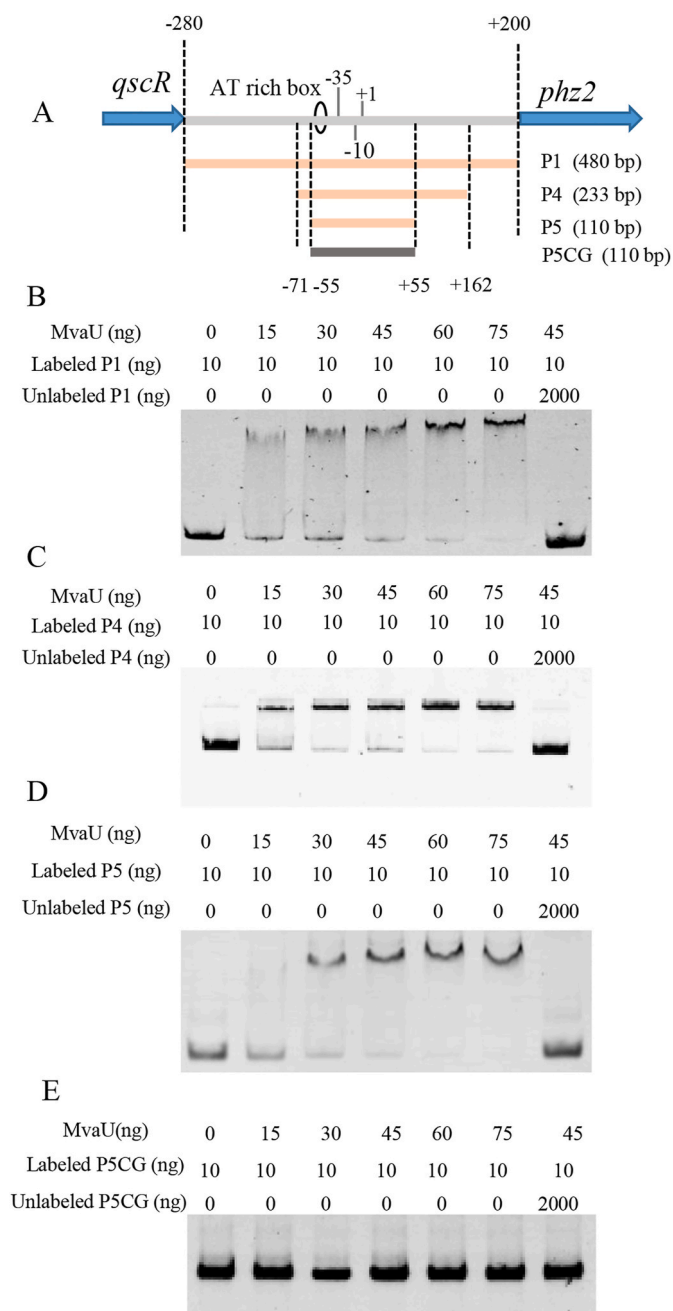 -280 +200
qscR AT rich box -35 +1 phz2
A
-10
P1 (480 bp)
P4 (233 bp)
P5 (110 bp)
P5CG (110 bp)
-71 -55 +55 +162
B
MvaU (ng) 0 15 30 45 60 75 45
Labeled P1 (ng) 10 10 10 10 10 10 10
Unlabeled P1 (ng) 0 0 0 0 0 0 2000
C
MvaU (ng) 0 15 30 45 60 75 45
Labeled P4 (ng) 10 10 10 10 10 10 10
Unlabeled P4 (ng) 0 0 0 0 0 0 2000
D
MvaU (ng) 0 15 30 45 60 75 45
Labeled P5 (ng) 10 10 10 10 10 10 10
Unlabeled P5 (ng) 0 0 0 0 0 0 2000
E
MvaU(ng) 0 15 30 45 60 75 45
Labeled P5CG (ng) 10 10 10 10 10 10 10
Unlabeled P5CG (ng) 0 0 0 0 0 0 2000